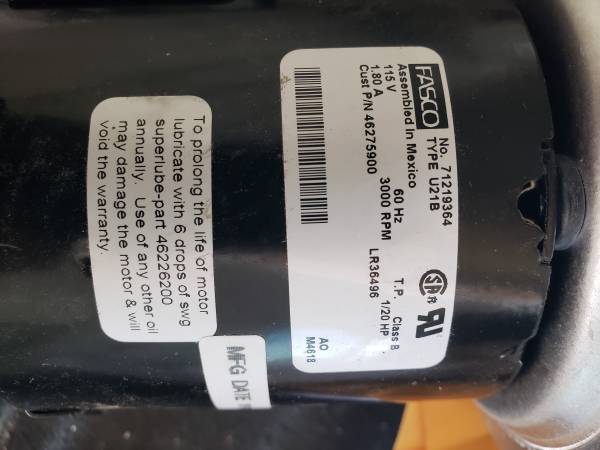 FASCO
No. 71219364
TYPE U21B
Assembled in Mexico
115 V 60 Hz T.P. Class B
1.80 A 3000 RPM 1/20 HP
Cust P/N 46275900 LR36496
AO
M4618
To prolong the life of motor
lubricate with 6 drops of swg
superlube-part 46226200
annually. Use of any other oil
may damage the motor & will
void the warranty.
MFG DATE